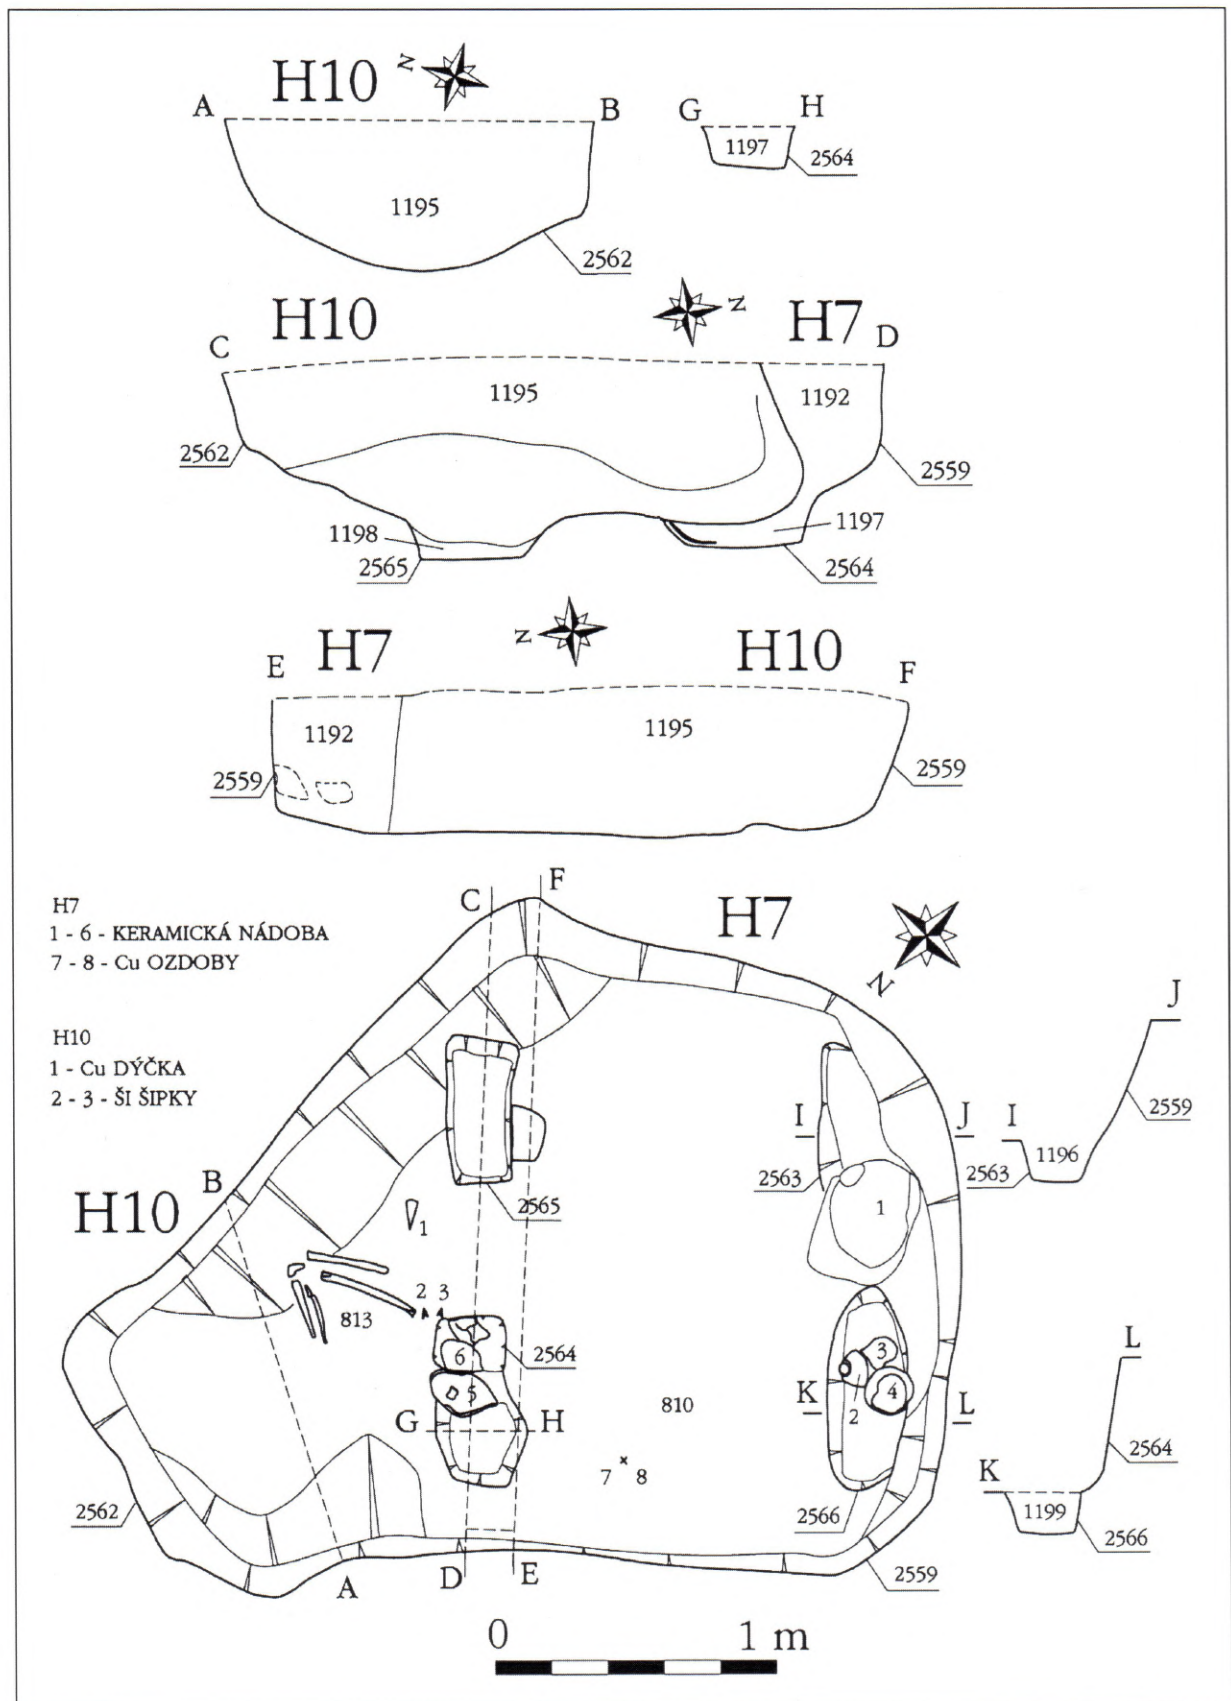 H10
N
A
B
1195
2562
G
H
1197
2564
H10
N
H7
C
D
1195
1192
2562
2559
1198
1197
2565
2564
H7
N
H10
E
F
1192
1195
2559
2559
H7
1 - 6 - KERAMICKÁ NÁDOBA
7 - 8 - Cu OZDOBY
H10
1 - Cu DÝČKA
2 - 3 - ŠI ŠIPKY
C
F
H7
N
J
I
J
I
2559
2563
1196
2563
B
H10
2565
1
1
2 3
813
6
2564
5
G
H
810
3
4
2
K
L
L
K
2564
1199
2566
7 8
2562
2566
2559
A
D
E
0 1 m